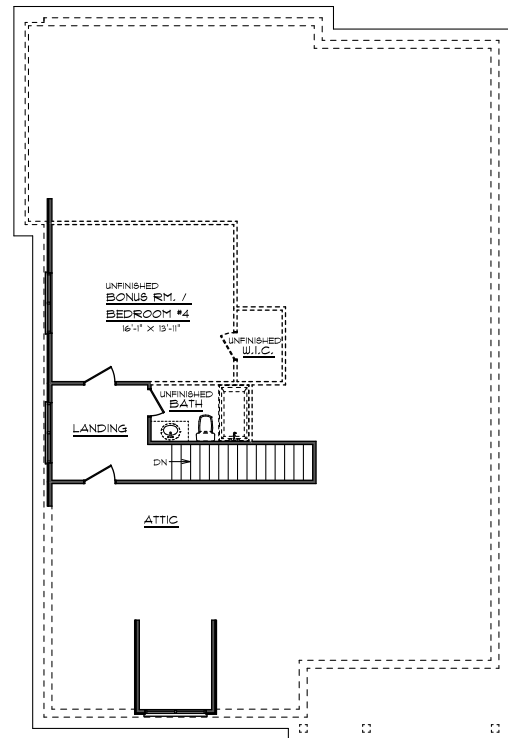 UNFINISHED
BONUS RM. /
BEDROOM #4
16'-1" X 13'-11"
UNFINISHED
W.I.C.
UNFINISHED
BATH
LANDING
DN
ATTIC